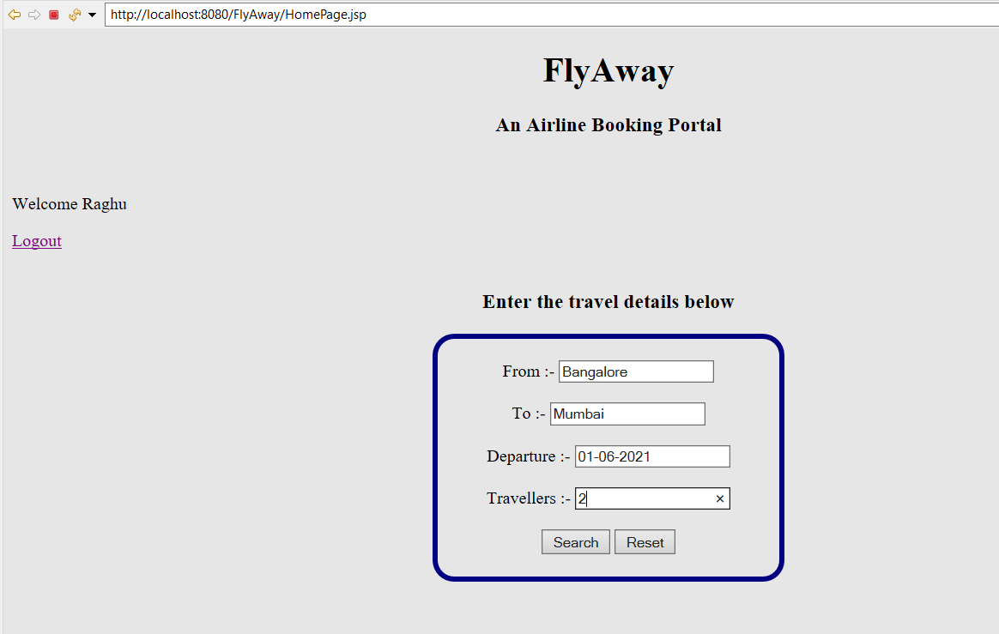 http://localhost:8080/FlyAway/HomePage.jsp
FlyAway
An Airline Booking Portal
Welcome Raghu
Logout
Enter the travel details below
From :- Bangalore
To :- Mumbai
Departure :- 01-06-2021
Travellers :- 2 ×
Search Reset